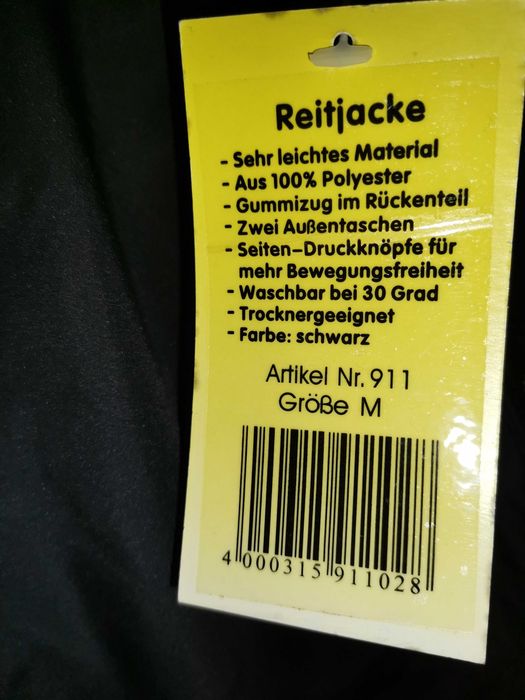 Reitjacke
- Sehr leichtes Material
- Aus 100% Polyester
- Gummizug im Rückenteil
- Zwei Außentaschen
- Seiten-Druckknöpfe für
mehr Bewegungsfreiheit
- Waschbar bei 30 Grad
- Trocknergeeignet
- Farbe: schwarz
Artikel Nr. 911
Größe M
4 000315 911028